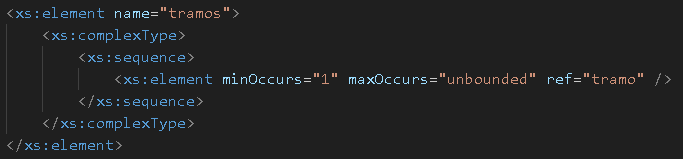 <xs:element name="tramos">
<xs:complexType>
<xs:sequence>
<xs:element minOccurs="1" maxOccurs="unbounded" ref="tramo" />
</xs:sequence>
</xs:complexType>
</xs:element>